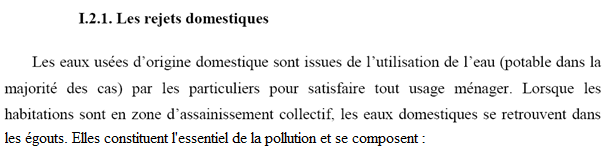 I.2.1. Les rejets domestiques
Les eaux usées d’origine domestique sont issues de l’utilisation de l’eau (potable dans la
majorité des cas) par les particuliers pour satisfaire tout usage ménager. Lorsque les
habitations sont en zone d’assainissement collectif, les eaux domestiques se retrouvent dans
les égouts. Elles constituent l'essentiel de la pollution et se composent :